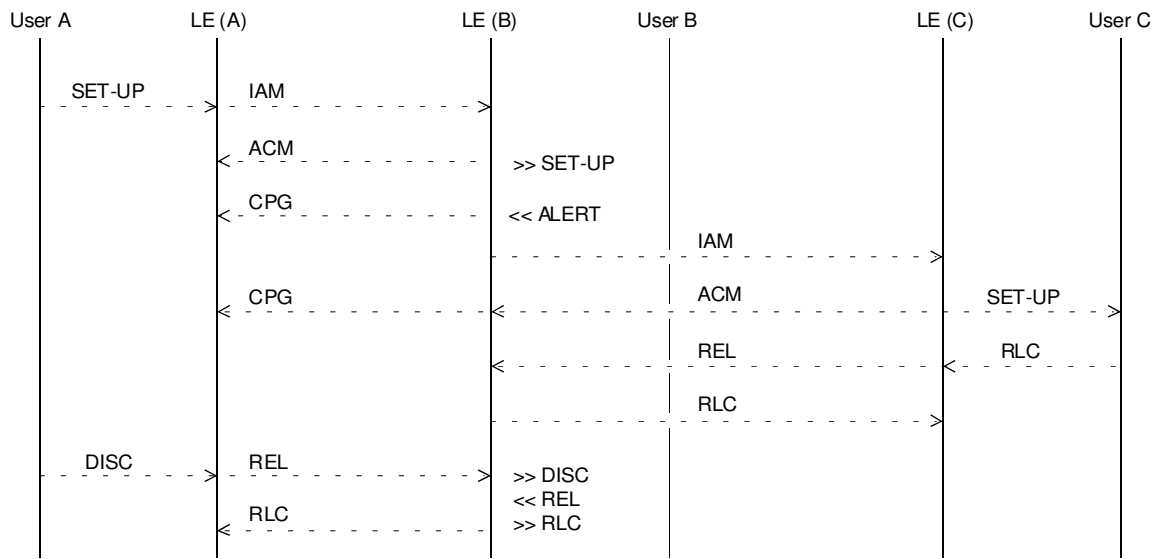 User A LE (A) LE (B) User B LE (C) User C
SET-UP IAM
ACM >> SET-UP
CPG << ALERT
IAM
CPG ACM SET-UP
REL RLC
RLC
DISC REL >> DISC
<< REL
RLC >> RLC